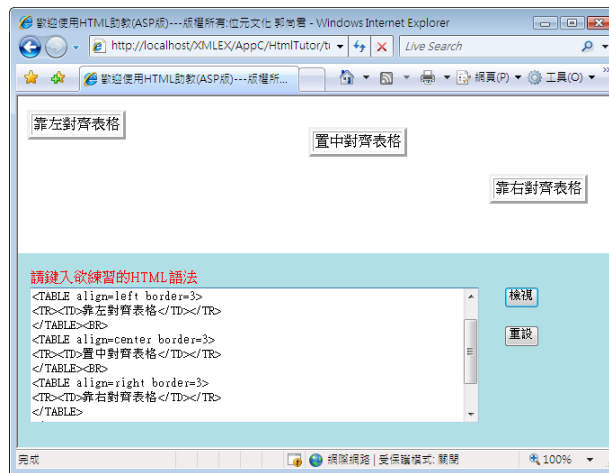 歡迎使用HTML助教(ASP版)---版權所有:位元文化 郭尚君 - Windows Internet Explorer
http://localhost/XMLEX/AppC/HtmlTutor/t
Live Search
歡迎使用HTML助教(ASP版)---版權所...
網頁(P)
工具(O)
靠左對齊表格
置中對齊表格
靠右對齊表格
請鍵入欲練習的HTML語法
<TABLE align=left border=3>
<TR><TD>靠左對齊表格</TD></TR>
</TABLE><BR>
<TABLE align=center border=3>
<TR><TD>置中對齊表格</TD></TR>
</TABLE><BR>
<TABLE align=right border=3>
<TR><TD>靠右對齊表格</TD></TR>
</TABLE>
檢視
重設
完成
網際網路 | 受保護模式: 關閉
100%